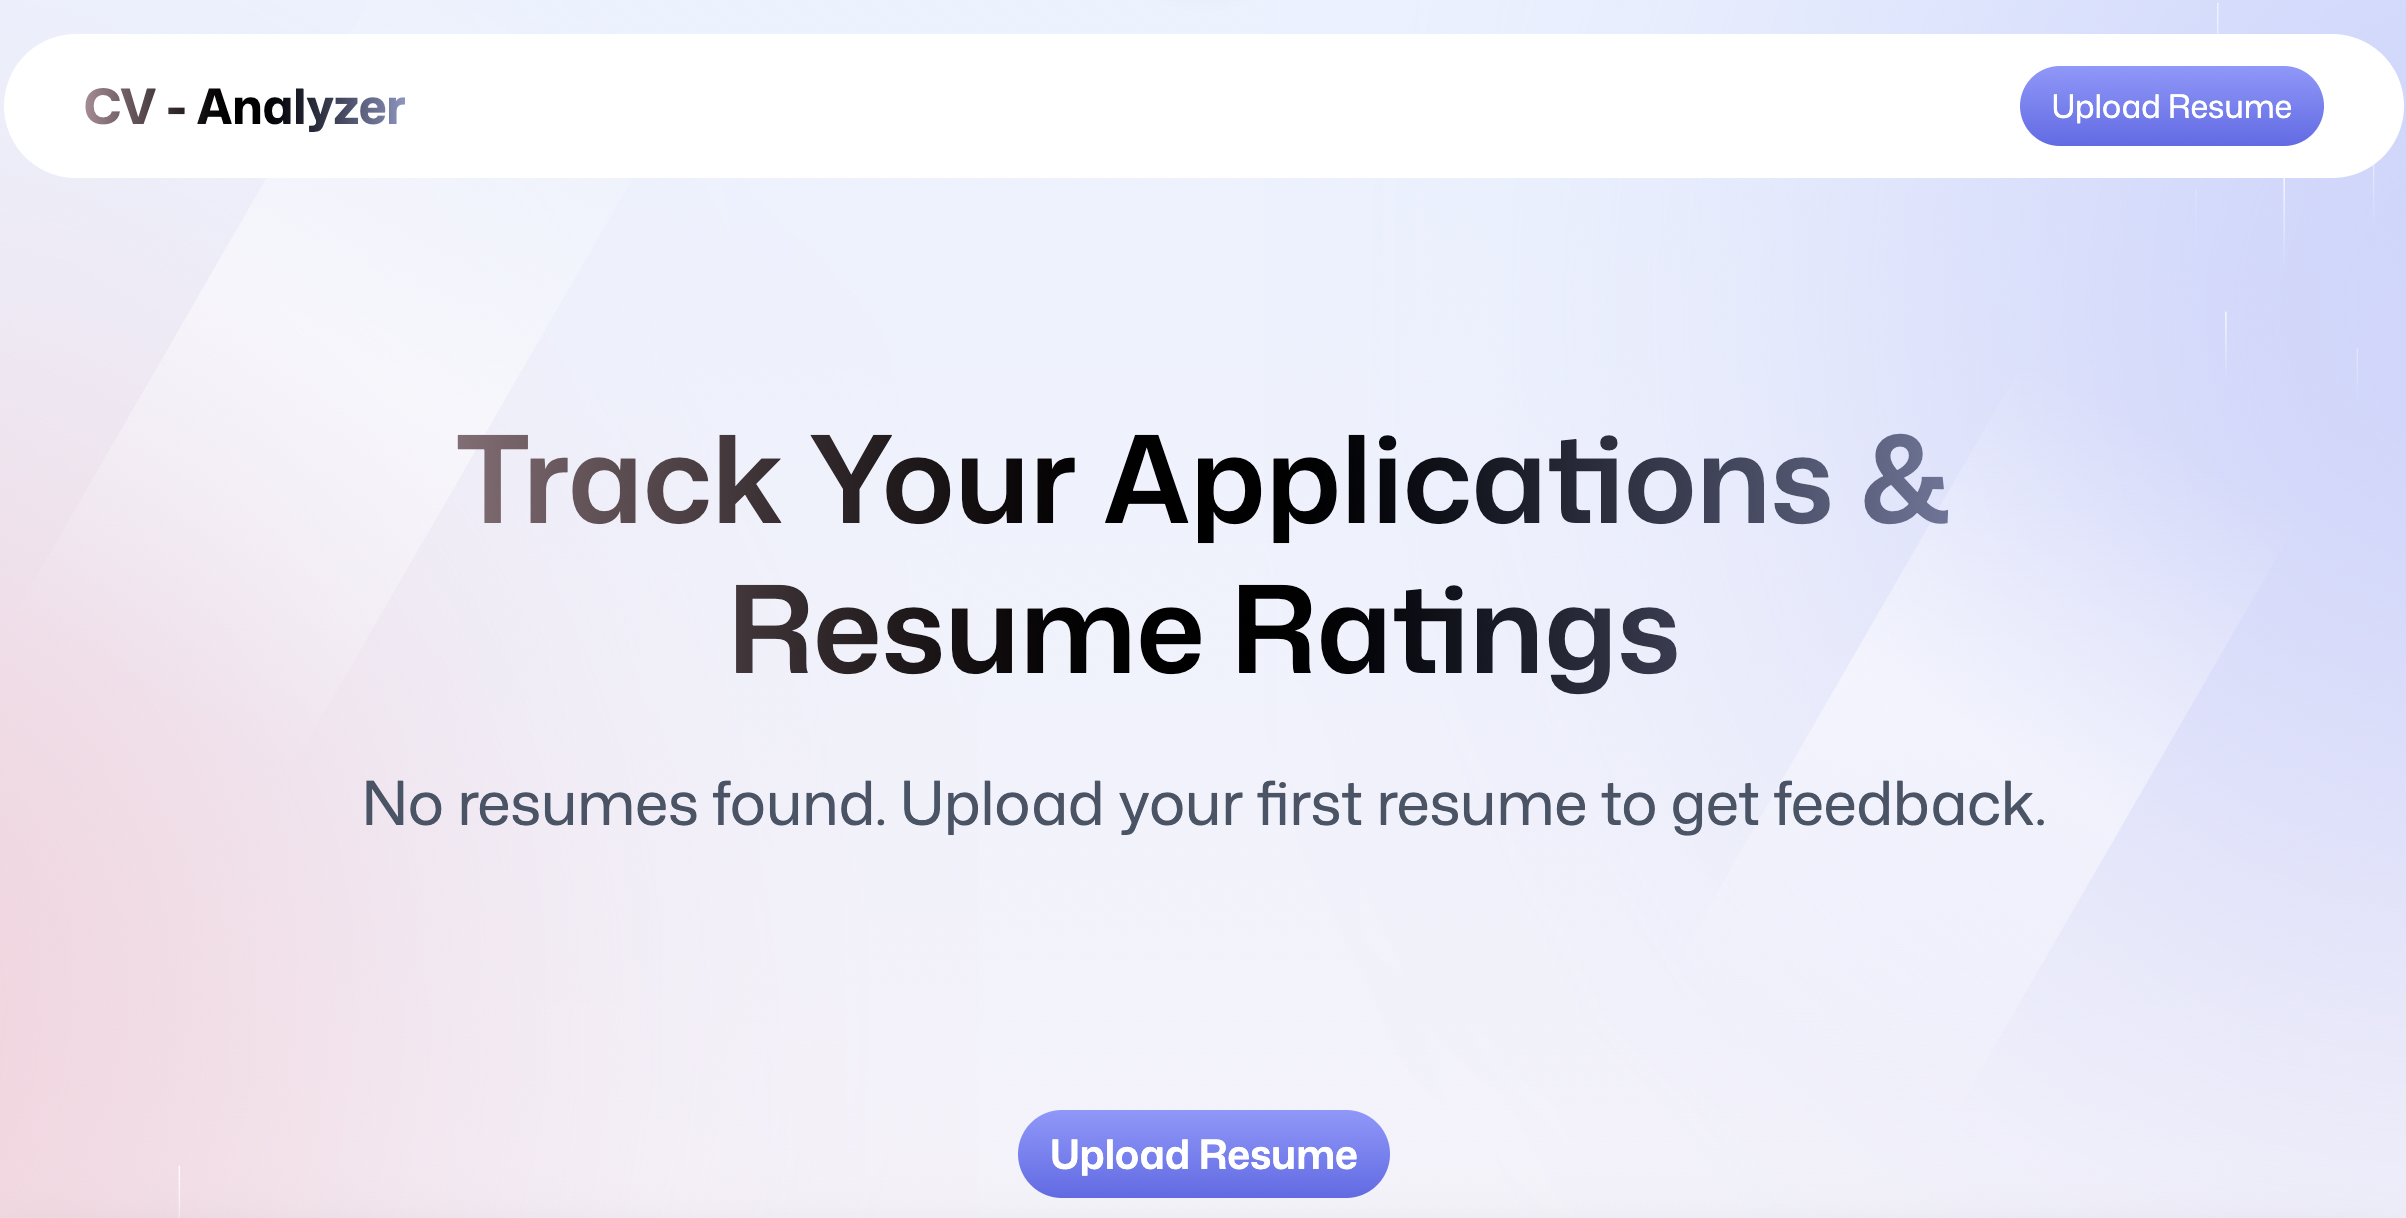 CV - Analyzer
Upload Resume
Track Your Applications &
Resume Ratings
No resumes found. Upload your first resume to get feedback.
Upload Resume